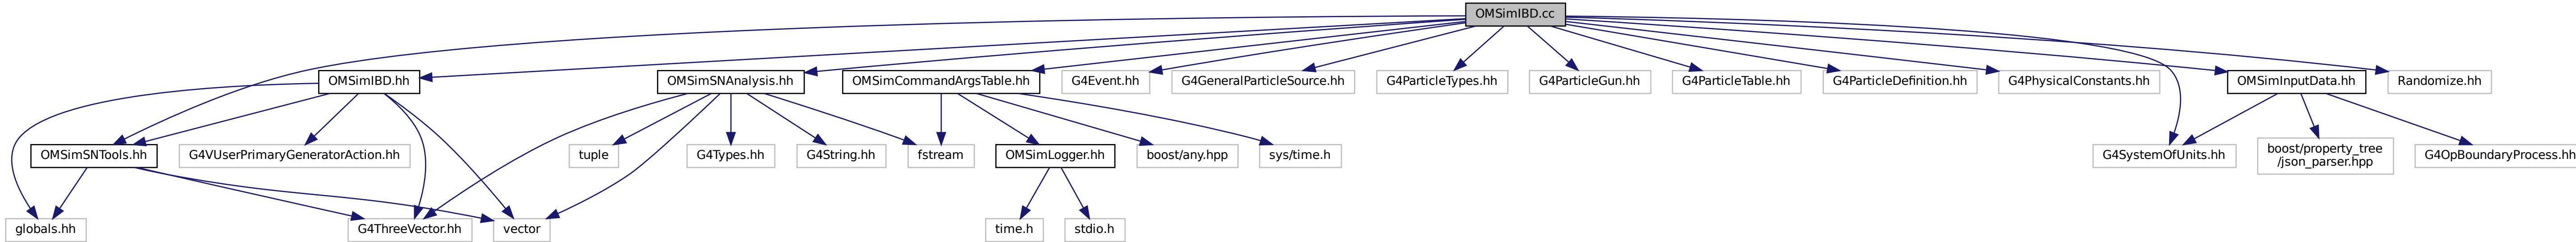 OMSimIBD.cc
OMSimIBD.hh
OMSimSNAnalysis.hh
OMSimCommandArgsTable.hh
G4Event.hh
G4GeneralParticleSource.hh
G4ParticleTypes.hh
G4ParticleGun.hh
G4ParticleTable.hh
G4ParticleDefinition.hh
G4PhysicalConstants.hh
OMSimInputData.hh
Randomize.hh
OMSimSNTools.hh
G4VUserPrimaryGeneratorAction.hh
tuple
G4Types.hh
G4String.hh
fstream
OMSimLogger.hh
boost/any.hpp
sys/time.h
G4SystemOfUnits.hh
boost/property_tree
/json_parser.hpp
G4OpBoundaryProcess.hh
globals.hh
G4ThreeVector.hh
vector
time.h
stdio.h